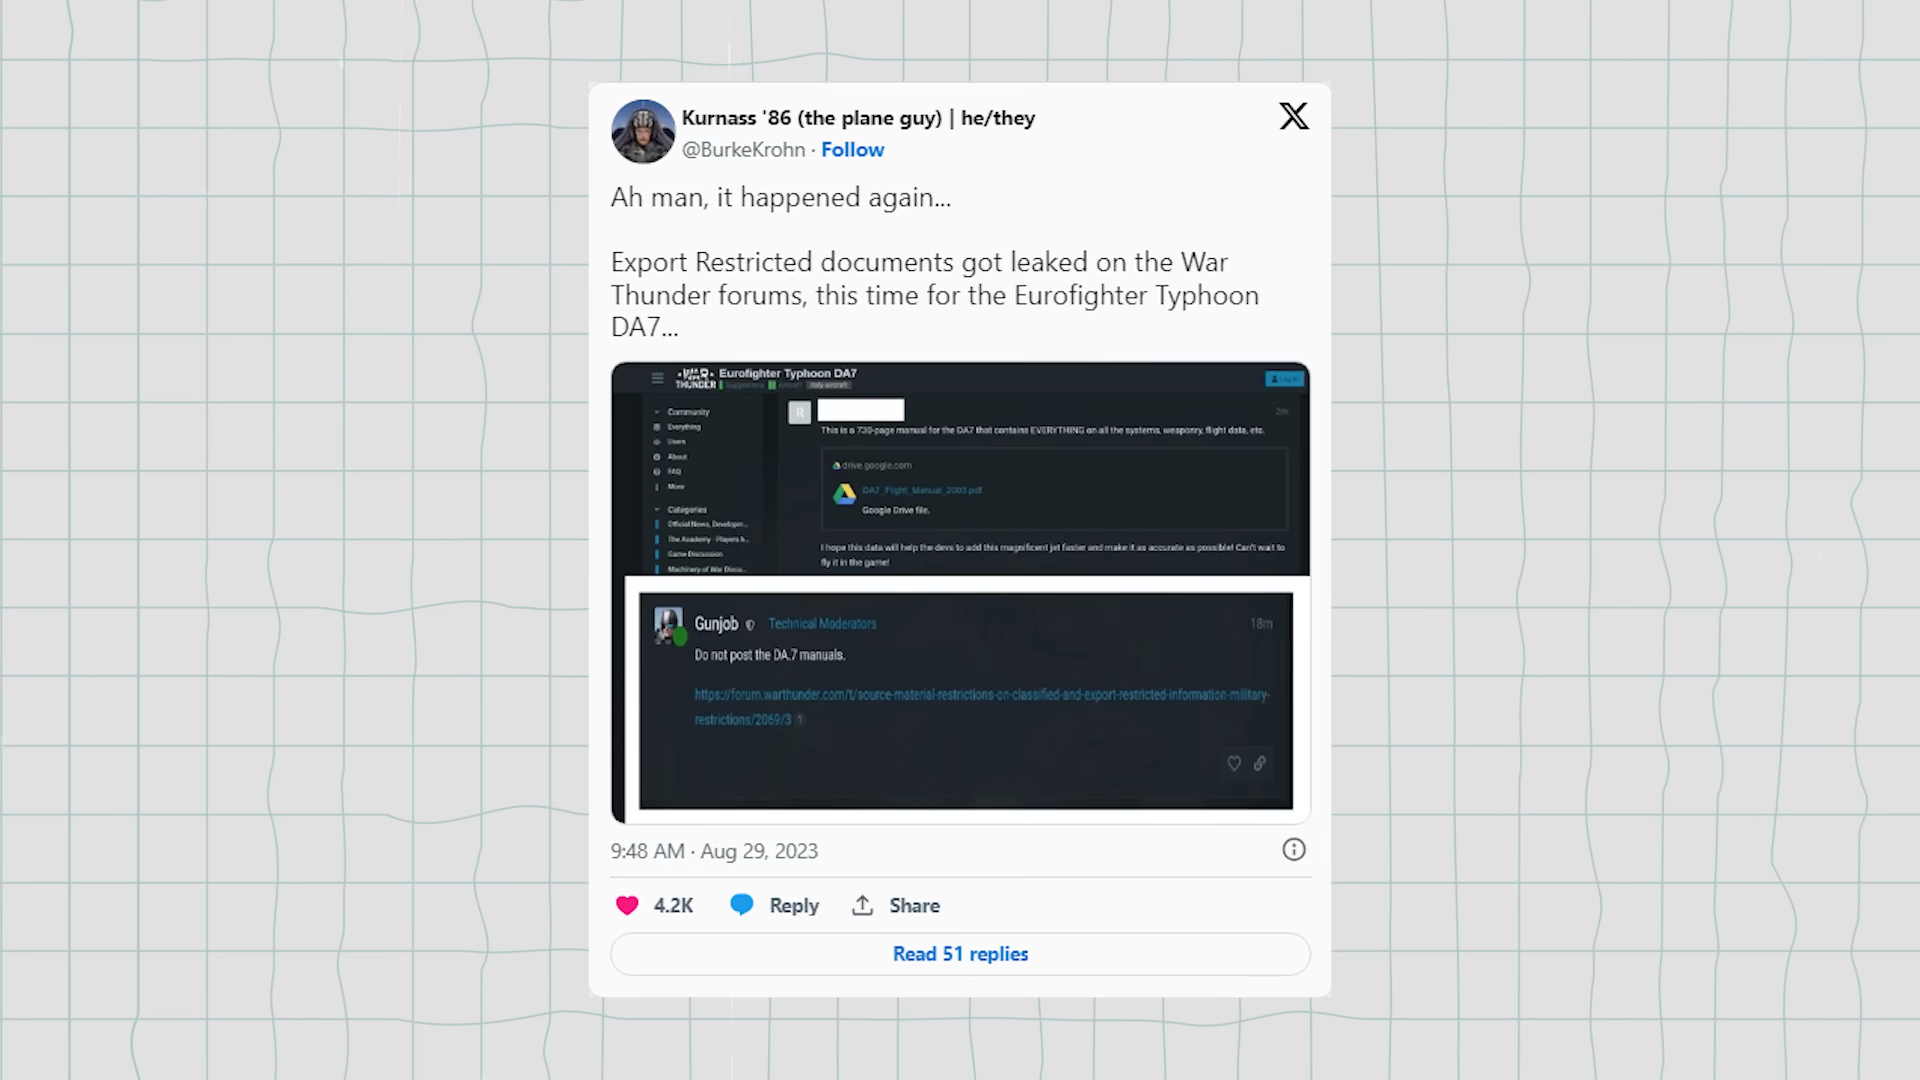 Kurnass '86 (the plane guy) | he/they
@BurkeKrohn · Follow
Ah man, it happened again...
Export Restricted documents got leaked on the War
Thunder forums, this time for the Eurofighter Typhoon
DA7...
WAR THUNDER
Eurofighter Typhoon DA7
Suggestions Aircraft italy-aircraft
Log In
Community
Everything
Users
About
FAQ
More
Categories
Official News, Developm...
The Academy - Players h...
Game Discussion
Machinery of War Discu...
R
2m
This is a 730-page manual for the DA7 that contains EVERYTHING on all the systems, weaponry, flight data, etc.
drive.google.com
DA7_Flight_Manual_2003.pdf
Google Drive file.
I hope this data will help the devs to add this magnificent jet faster and make it as accurate as possible! Can't wait to
fly it in the game!
Gunjob Technical Moderators 18m
Do not post the DA.7 manuals.
https://forum.warthunder.com/t/source-material-restrictions-on-classified-and-export-restricted-information-military-
restrictions/2069/3 1
9:48 AM · Aug 29, 2023
4.2K Reply Share
Read 51 replies